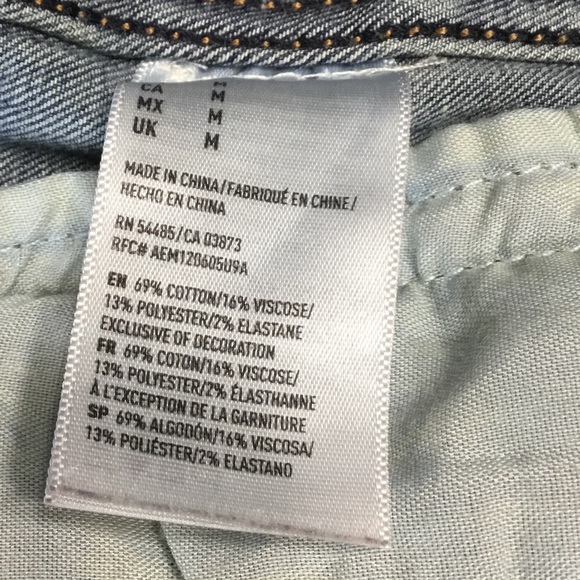 CA M
MX M
UK M
MADE IN CHINA/FABRIQUÉ EN CHINE/
HECHO EN CHINA
RN 54485/CA 03873
RFC# AEM120605U9A
EN 69% COTTON/16% VISCOSE/
13% POLYESTER/2% ELASTANE
EXCLUSIVE OF DECORATION
FR 69% COTON/16% VISCOSE/
13% POLYESTER/2% ÉLASTHANNE
À L'EXCEPTION DE LA GARNITURE
SP 69% ALGODÓN/16% VISCOSA/
13% POLIÉSTER/2% ELASTANO